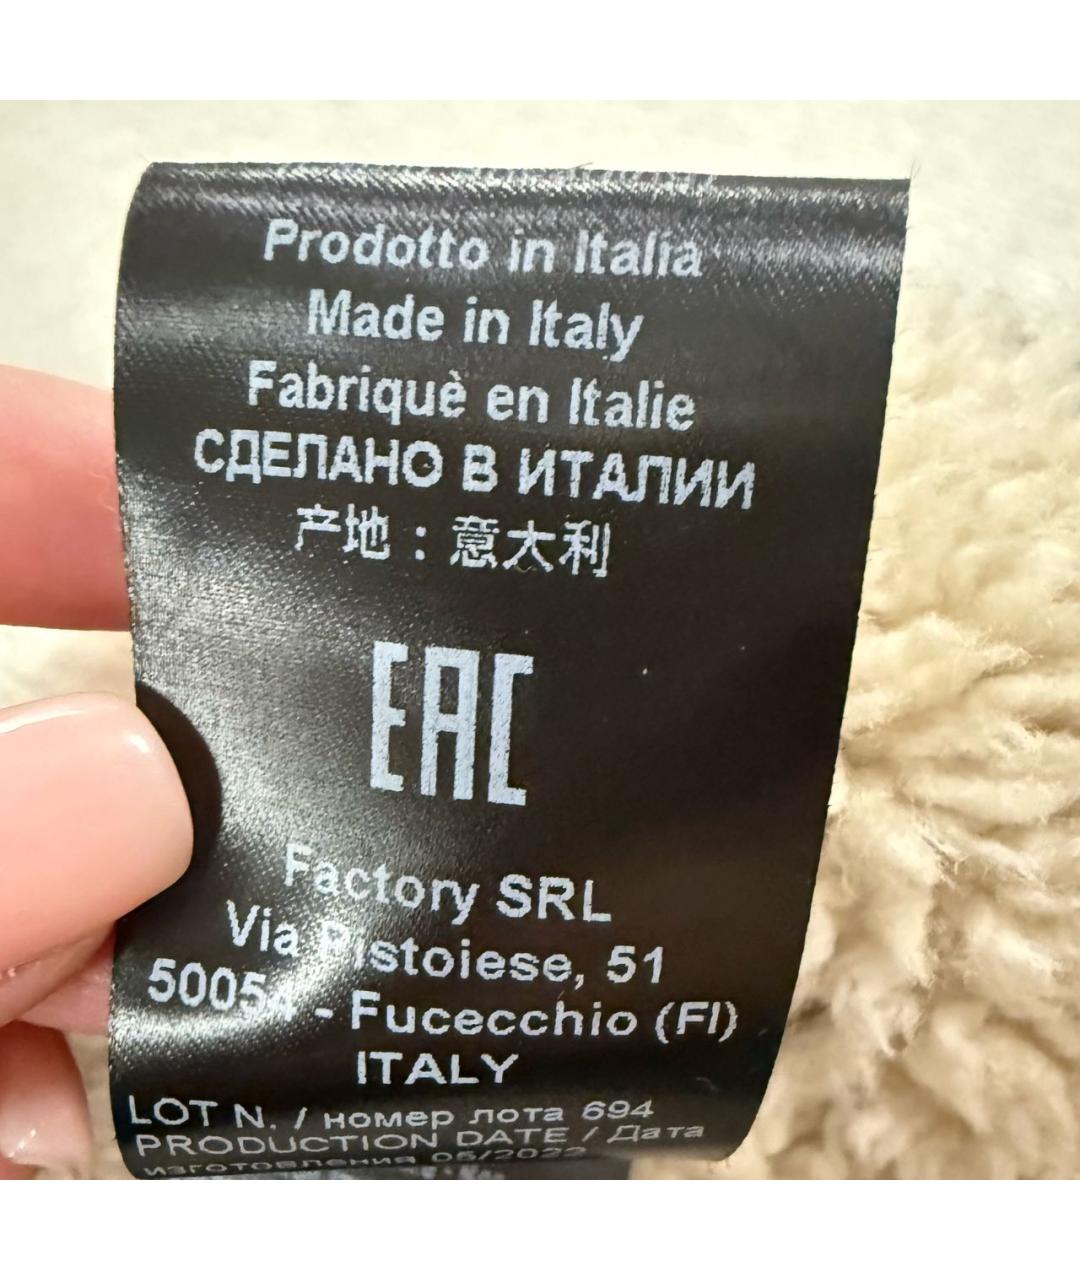 Prodotto in Italia
Made in Italy
Fabriquè en Italie
СДЕЛАНО В ИТАЛИИ
产地：意大利
EAC
Factory SRL
Via Pistoiese, 51
50054 - Fucecchio (FI)
ITALY
LOT N. / номер лота 694
PRODUCTION DATE / Дата
изготовления 05/2022